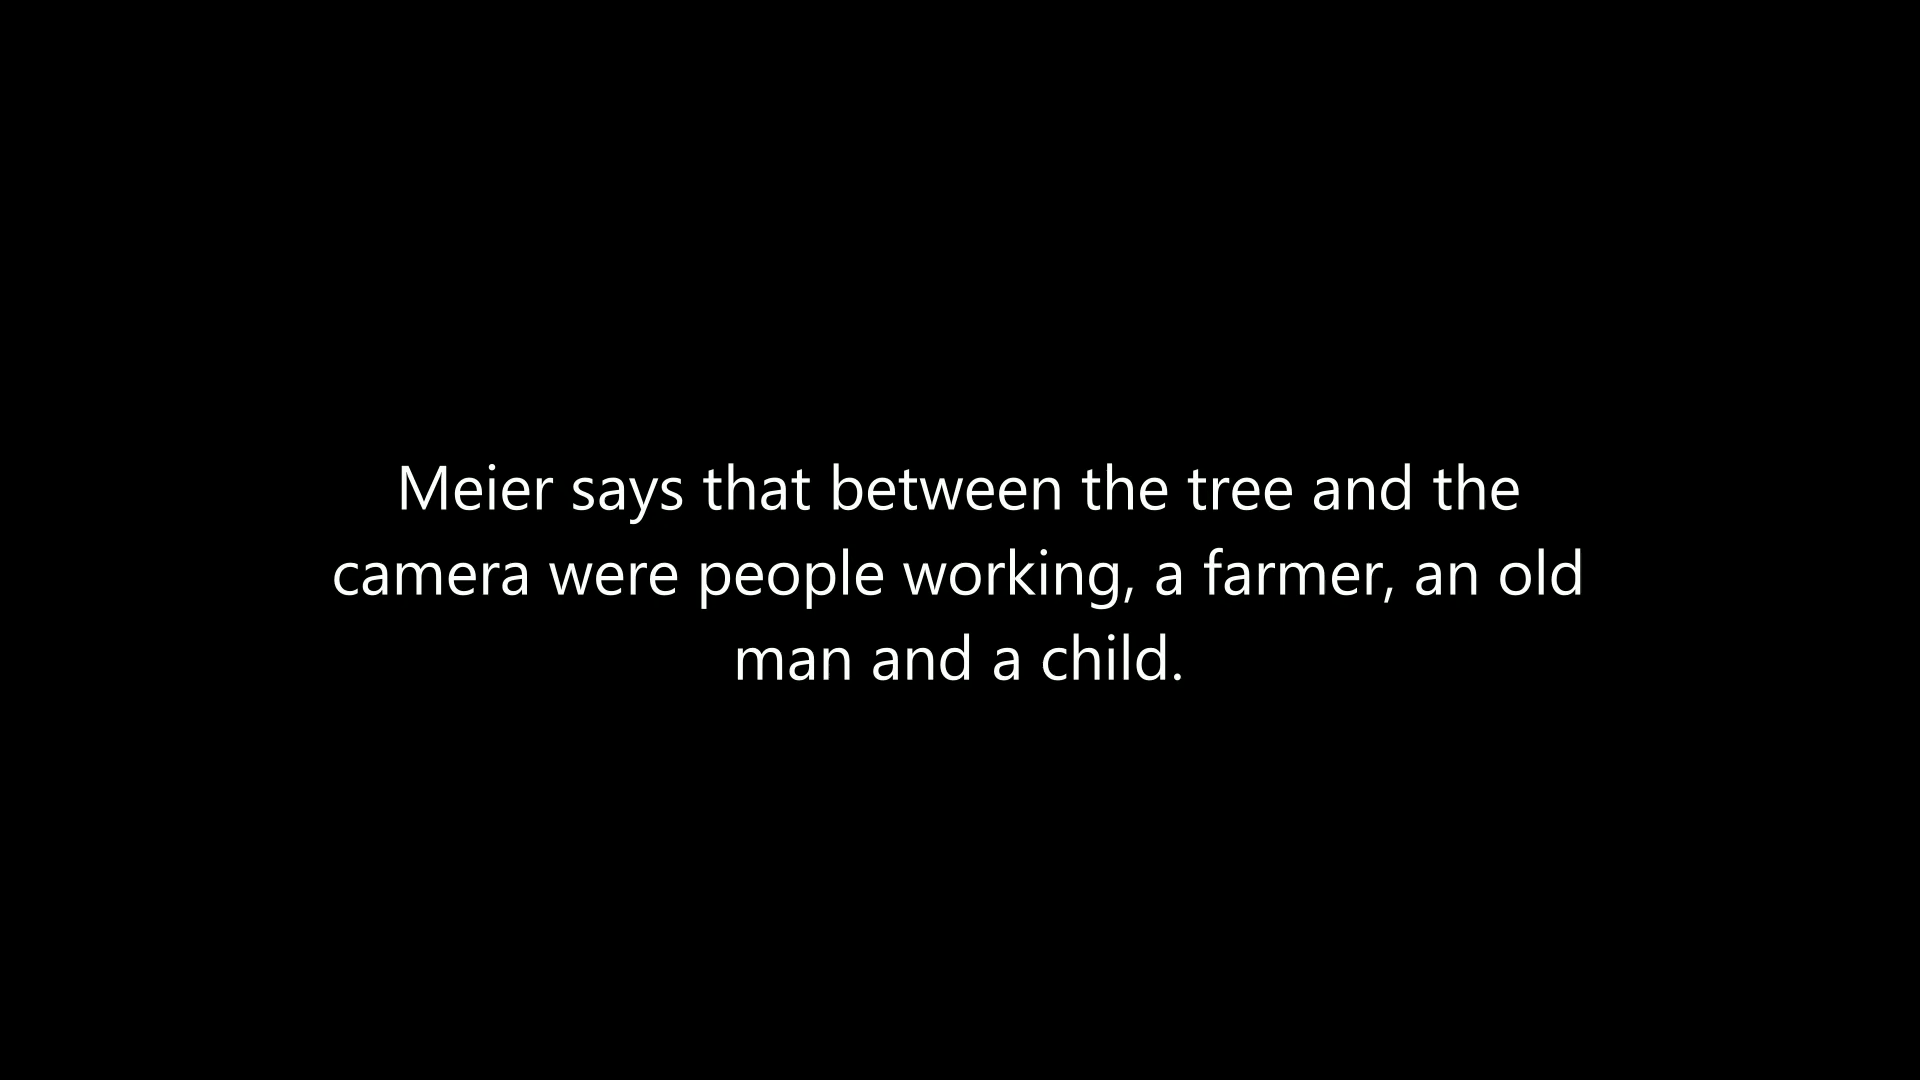 Meier says that between the tree and the
camera were people working, a farmer, an old
man and a child.